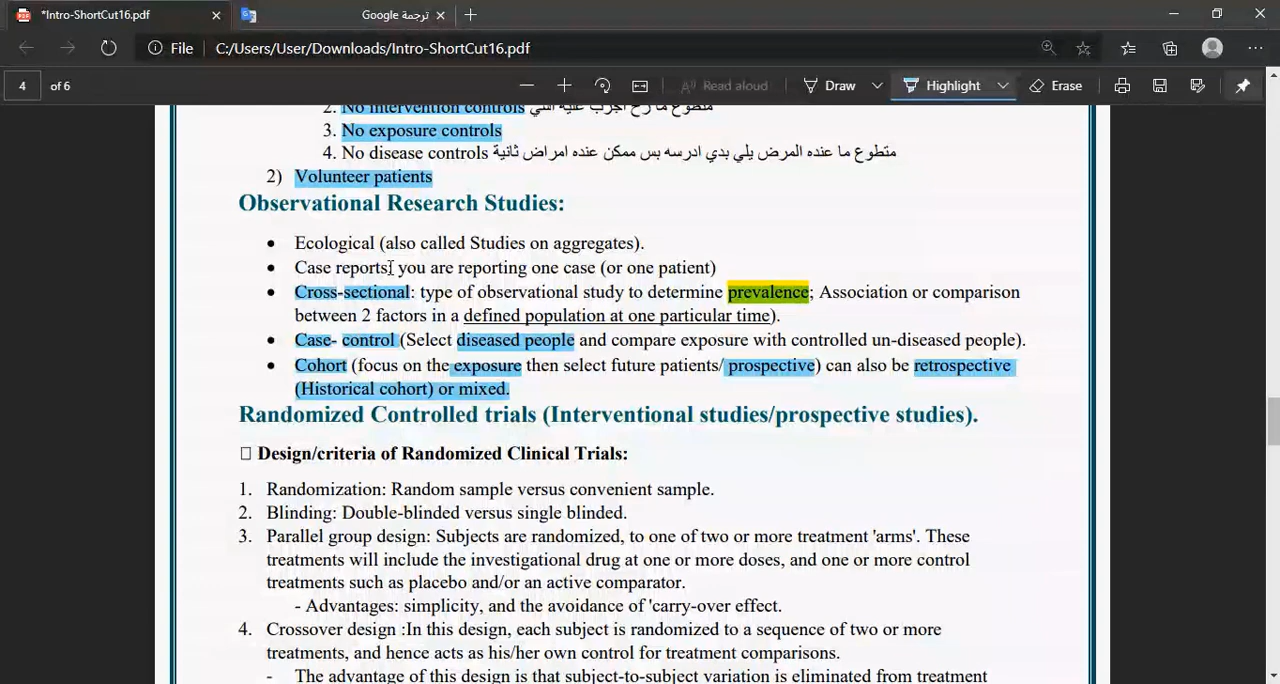 *Intro-ShortCut16.pdf
ترجمة Google
File C:/Users/User/Downloads/Intro-ShortCut16.pdf
4 of 6 Read aloud Draw Highlight Erase
2. No intervention controls متطوع ما رح اجرب عليه اشي
3. No exposure controls
4. No disease controls متطوع ما عنده المرض يلي بدي ادرسه بس ممكن عنده امراض ثانية
2) Volunteer patients
Observational Research Studies:
• Ecological (also called Studies on aggregates).
• Case reports: you are reporting one case (or one patient)
• Cross-sectional: type of observational study to determine prevalence; Association or comparison
between 2 factors in a defined population at one particular time).
• Case- control (Select diseased people and compare exposure with controlled un-diseased people).
• Cohort (focus on the exposure then select future patients/ prospective) can also be retrospective
(Historical cohort) or mixed.
Randomized Controlled trials (Interventional studies/prospective studies).
Design/criteria of Randomized Clinical Trials:
1. Randomization: Random sample versus convenient sample.
2. Blinding: Double-blinded versus single blinded.
3. Parallel group design: Subjects are randomized, to one of two or more treatment 'arms'. These
treatments will include the investigational drug at one or more doses, and one or more control
treatments such as placebo and/or an active comparator.
- Advantages: simplicity, and the avoidance of 'carry-over effect.
4. Crossover design :In this design, each subject is randomized to a sequence of two or more
treatments, and hence acts as his/her own control for treatment comparisons.
- The advantage of this design is that subject-to-subject variation is eliminated from treatment